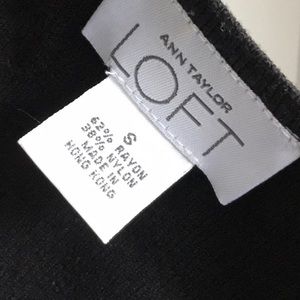 ANN TAYLOR
LOFT
S
62% RAYON
38% NYLON
MADE IN
HONG KONG